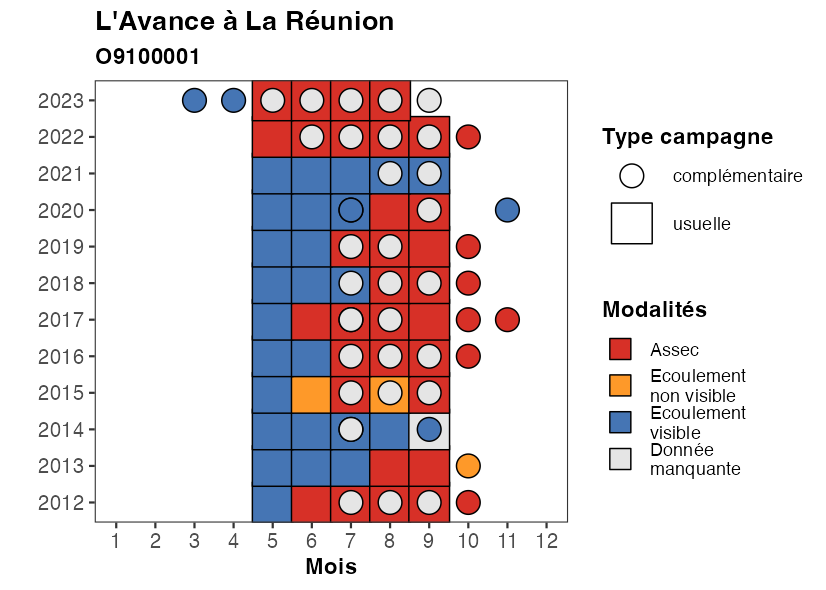 L'Avance à La Réunion
O9100001
2023
2022
2021
2020
2019
2018
2017
2016
2015
2014
2013
2012
1 2 3 4 5 6 7 8 9 10 11 12
Mois
Type campagne
complémentaire
usuelle
Modalités
Assec
Ecoulement
non visible
Ecoulement
visible
Donnée
manquante